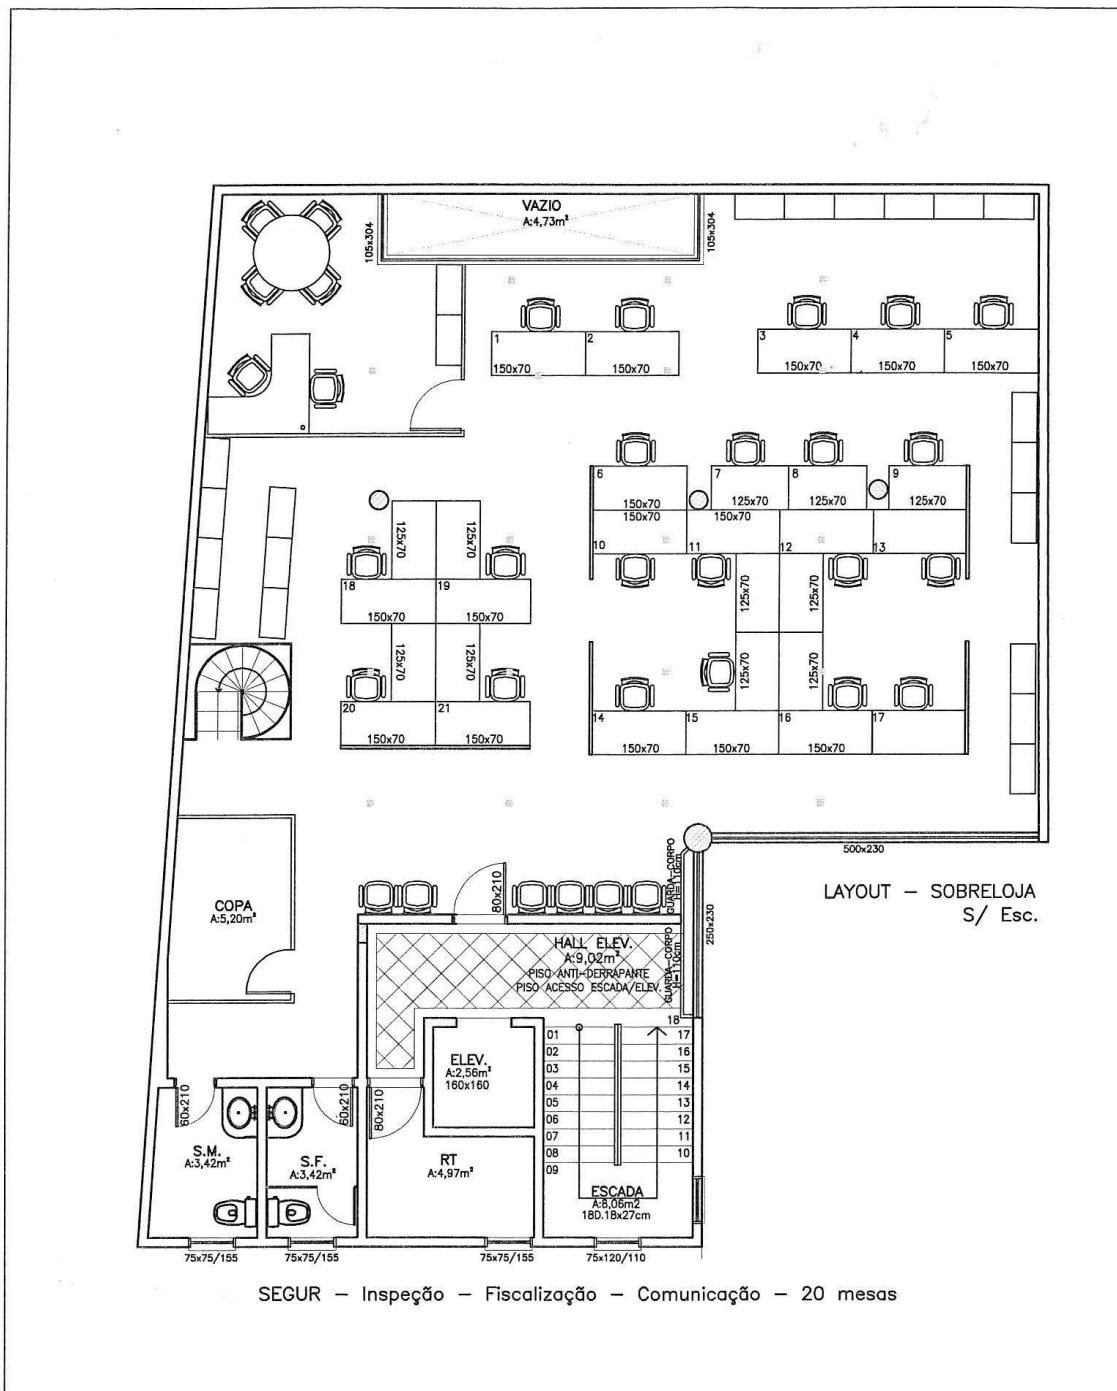 VAZIO
A:4,73m²
105x304
105x304
1
2
150x70
150x70
3
4
5
150x70
150x70
150x70
6
7
8
9
150x70
125x70
125x70
125x70
150x70
150x70
10
11
12
13
125x70
125x70
125x70
125x70
14
15
16
17
150x70
150x70
150x70
125x70
125x70
18
19
150x70
150x70
125x70
125x70
20
21
150x70
150x70
500x230
LAYOUT – SOBRELOJA
S/ Esc.
COPA
A:5,20m²
80x210
GUARDA-CORPO
H=110cm
GUARDA-CORPO
H=110cm
250x230
HALL ELEV.
A:9,02m²
PISO ANTI-DERRAPANTE
PISO ACESSO ESCADA/ELEV.
ELEV.
A:2,56m²
160x160
18
01
17
02
16
03
15
04
14
05
13
06
12
07
11
08
10
09
60x210
60x210
80x210
S.M.
A:3,42m²
S.F.
A:3,42m²
RT
A:4,97m²
ESCADA
A:8,06m2
18D.18x27cm
75x75/155
75x75/155
75x75/155
75x120/110
SEGUR – Inspeção – Fiscalização – Comunicação – 20 mesas